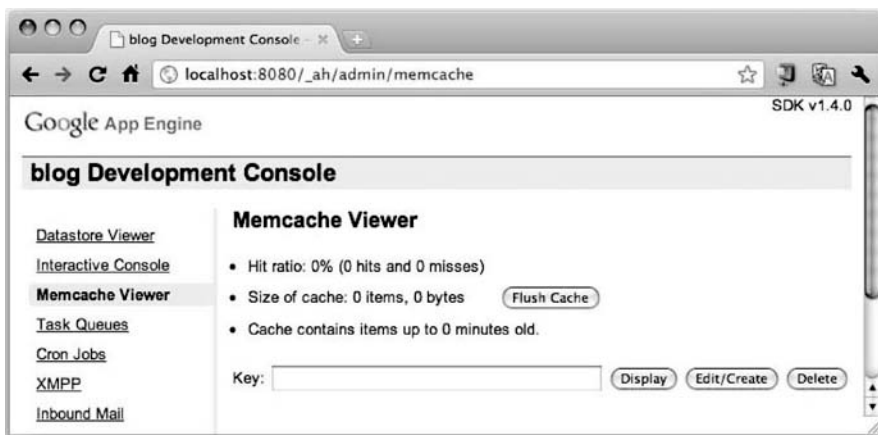 blog Development Console -
localhost:8080/_ah/admin/memcache
SDK v1.4.0
Google App Engine
blog Development Console
Datastore Viewer
Interactive Console
Memcache Viewer
Task Queues
Cron Jobs
XMPP
Inbound Mail
Memcache Viewer
• Hit ratio: 0% (0 hits and 0 misses)
• Size of cache: 0 items, 0 bytes Flush Cache
• Cache contains items up to 0 minutes old.
Key: Display Edit/Create Delete